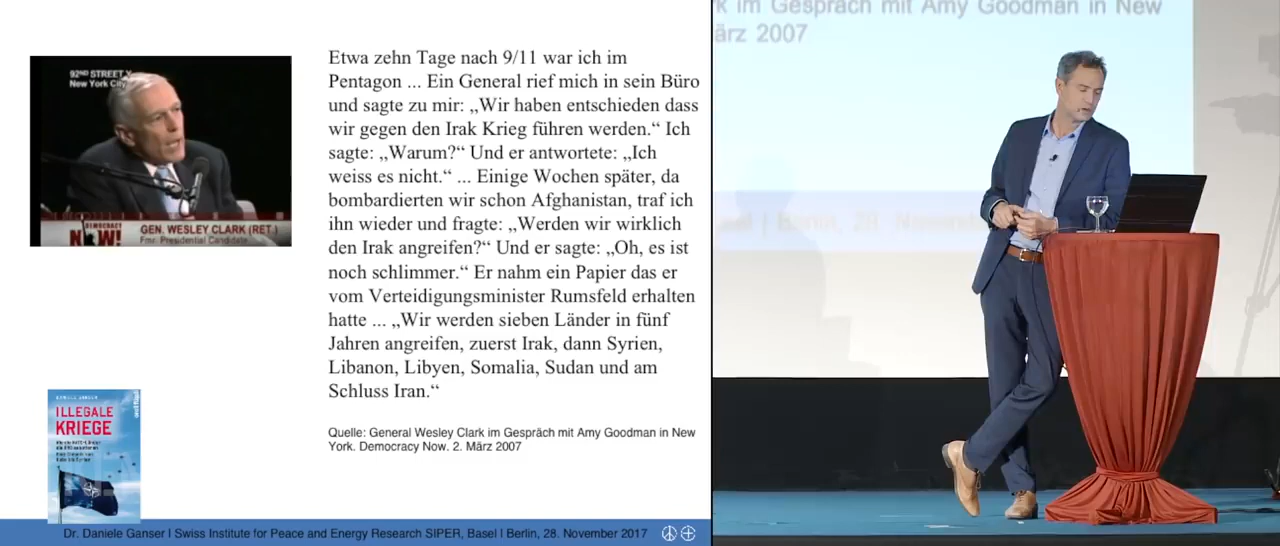 92ND STREET Y
New York City
DEMOCRACY
NOW!
GEN. WESLEY CLARK (RET.)
Fmr. Presidential Candidate
Etwa zehn Tage nach 9/11 war ich im
Pentagon ... Ein General rief mich in sein Büro
und sagte zu mir: „Wir haben entschieden dass
wir gegen den Irak Krieg führen werden.“ Ich
sagte: „Warum?“ Und er antwortete: „Ich
weiss es nicht.“ ... Einige Wochen später, da
bombardierten wir schon Afghanistan, traf ich
ihn wieder und fragte: „Werden wir wirklich
den Irak angreifen?“ Und er sagte: „Oh, es ist
noch schlimmer.“ Er nahm ein Papier das er
vom Verteidigungsminister Rumsfeld erhalten
hatte ... „Wir werden sieben Länder in fünf
Jahren angreifen, zuerst Irak, dann Syrien,
Libanon, Libyen, Somalia, Sudan und am
Schluss Iran.“
Quelle: General Wesley Clark im Gespräch mit Amy Goodman in New
York. Democracy Now. 2. März 2007
ILLEGALE
KRIEGE
Dr. Daniele Ganser I Swiss Institute for Peace and Energy Research SIPER, Basel I Berlin, 28. November 2017
im Gespräch mit Amy Goodman in New
ärz 2007
Berlin, 28. November